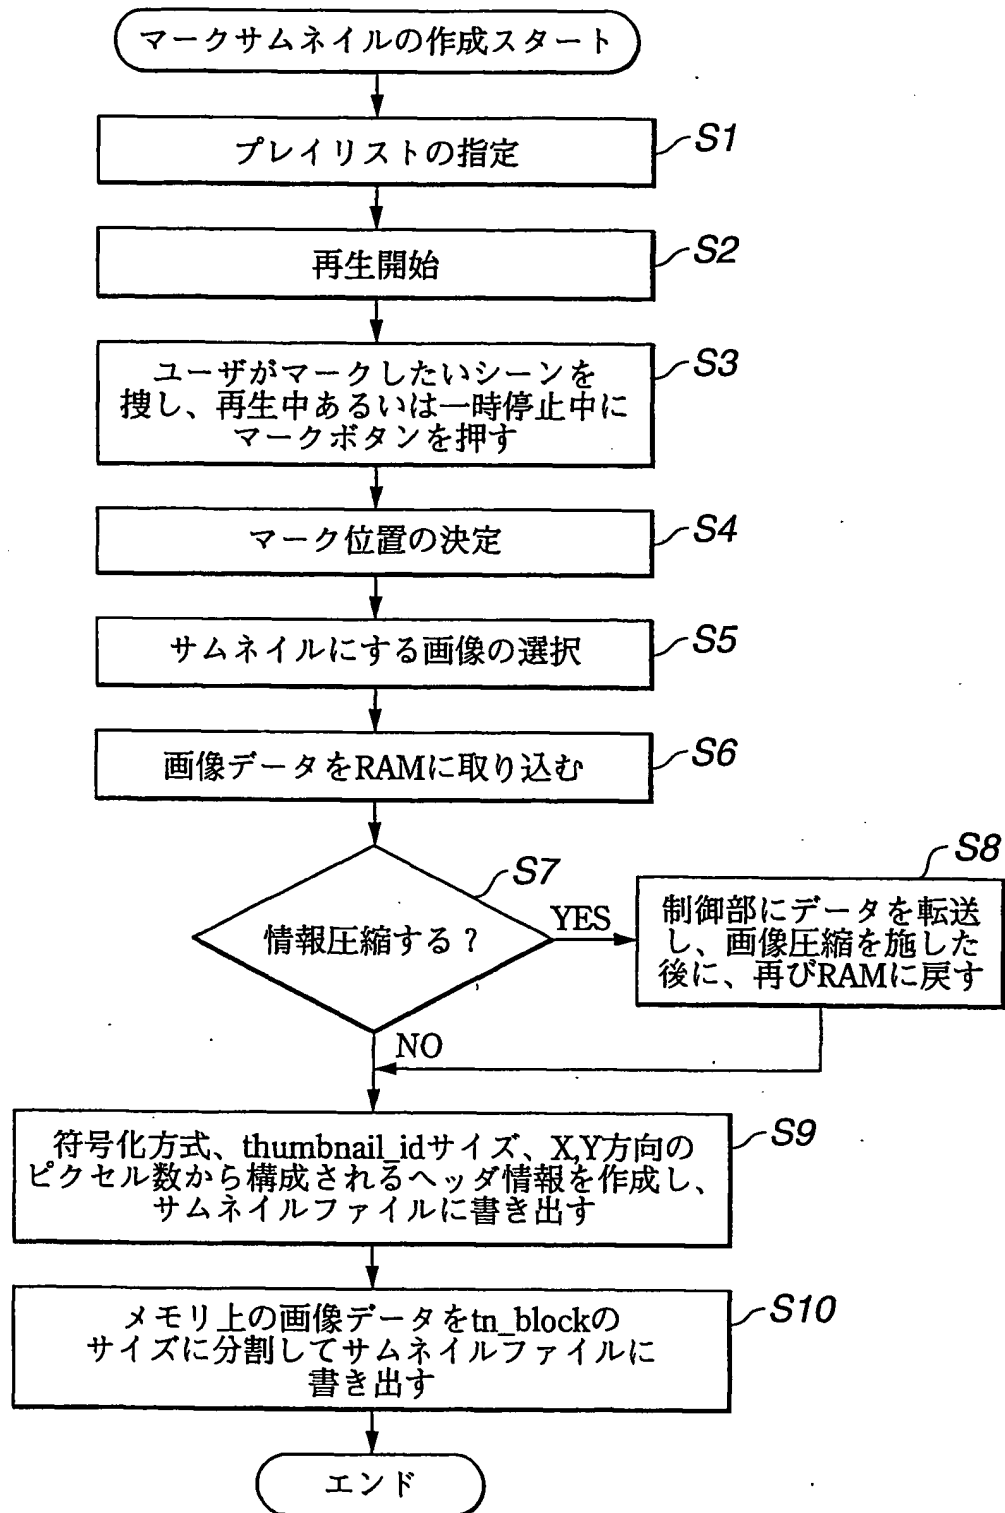 マークサムネイルの作成スタート
プレイリストの指定
S1
再生開始
S2
ユーザがマークしたいシーンを
捜し、再生中あるいは一時停止中に
マークボタンを押す
S3
マーク位置の決定
S4
サムネイルにする画像の選択
S5
画像データをRAMに取り込む
S6
情報圧縮する?
S7
YES
制御部にデータを転送
し、画像圧縮を施した
後に、再びRAMに戻す
S8
NO
符号化方式、thumbnail_idサイズ、X,Y方向の
ピクセル数から構成されるヘッダ情報を作成し、
サムネイルファイルに書き出す
S9
メモリ上の画像データをtn_blockの
サイズに分割してサムネイルファイルに
書き出す
S10
エンド